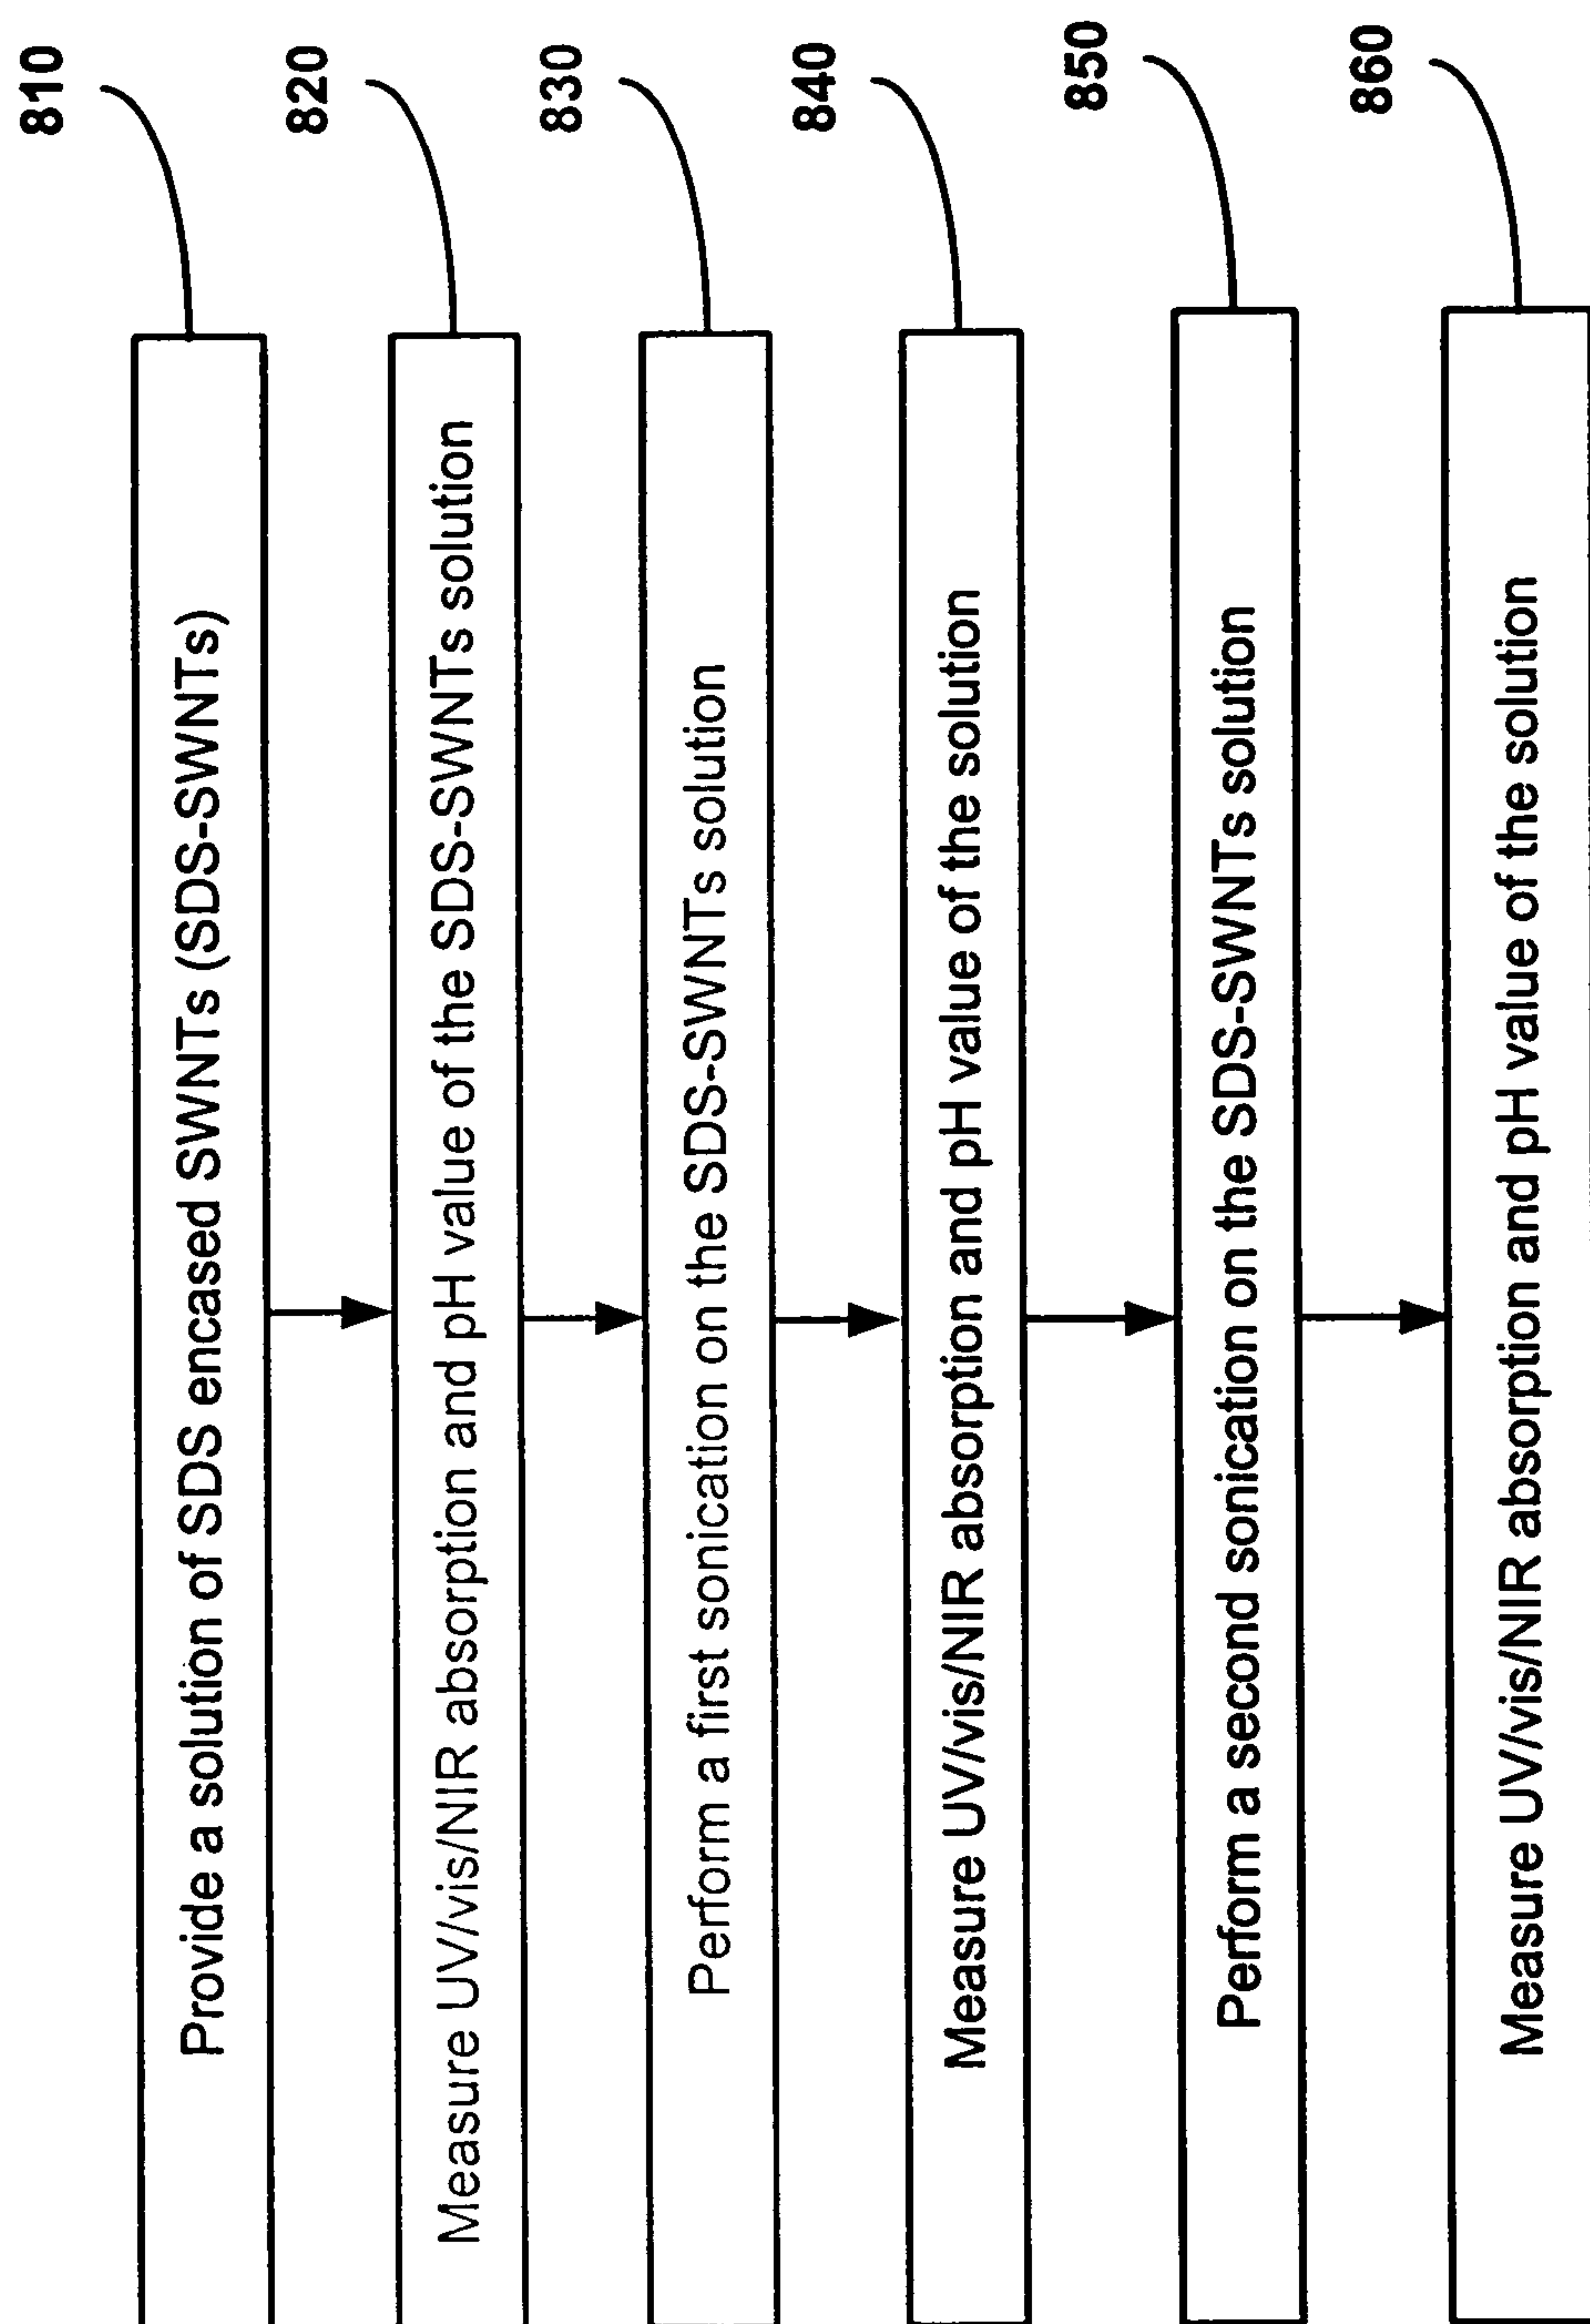 810
Provide a solution of SDS encased SWNTs (SDS-SWNTs)
820
Measure UV/vis/NIR absorption and pH value of the SDS-SWNTs solution
830
Perform a first sonication on the SDS-SWNTs solution
840
Measure UV/vis/NIR absorption and pH value of the solution
850
Perform a second sonication on the SDS-SWNTs solution
860
Measure UV/vis/NIR absorption and pH value of the solution